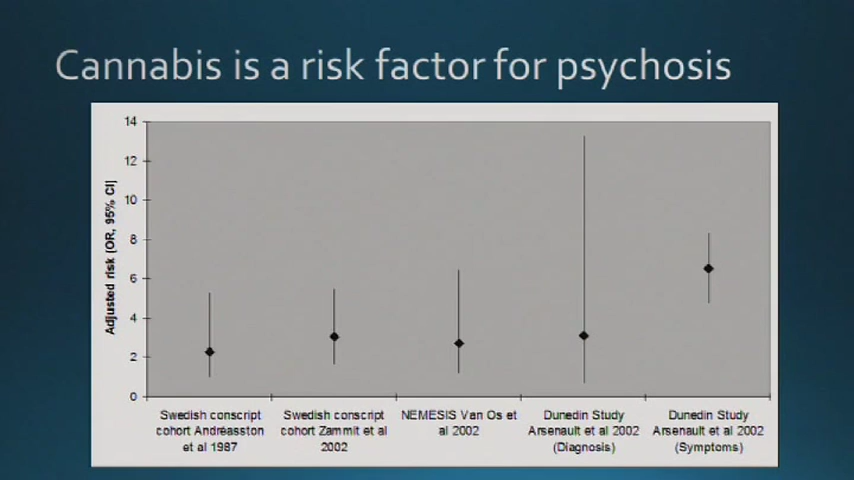 Cannabis is a risk factor for psychosis
14
12
10
8
6
4
2
0
Adjusted risk (OR, 95% CI]
Swedish conscript
cohort Andréasston
et al 1987
Swedish conscript
cohort Zammit et al
2002
NEMESIS Van Os et
al 2002
Dunedin Study
Arsenault et al 2002
(Diagnosis)
Dunedin Study
Arsenault et al 2002
(Symptoms)